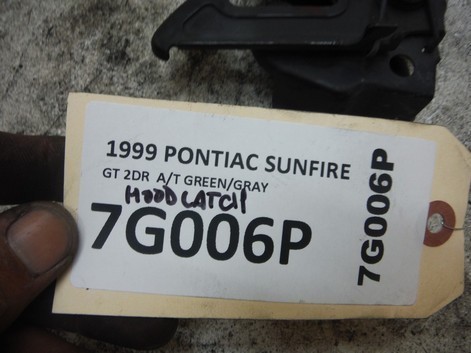 1999 PONTIAC SUNFIRE
GT 2DR A/T GREEN/GRAY
HOOD LATCH
7G006P
7G006P